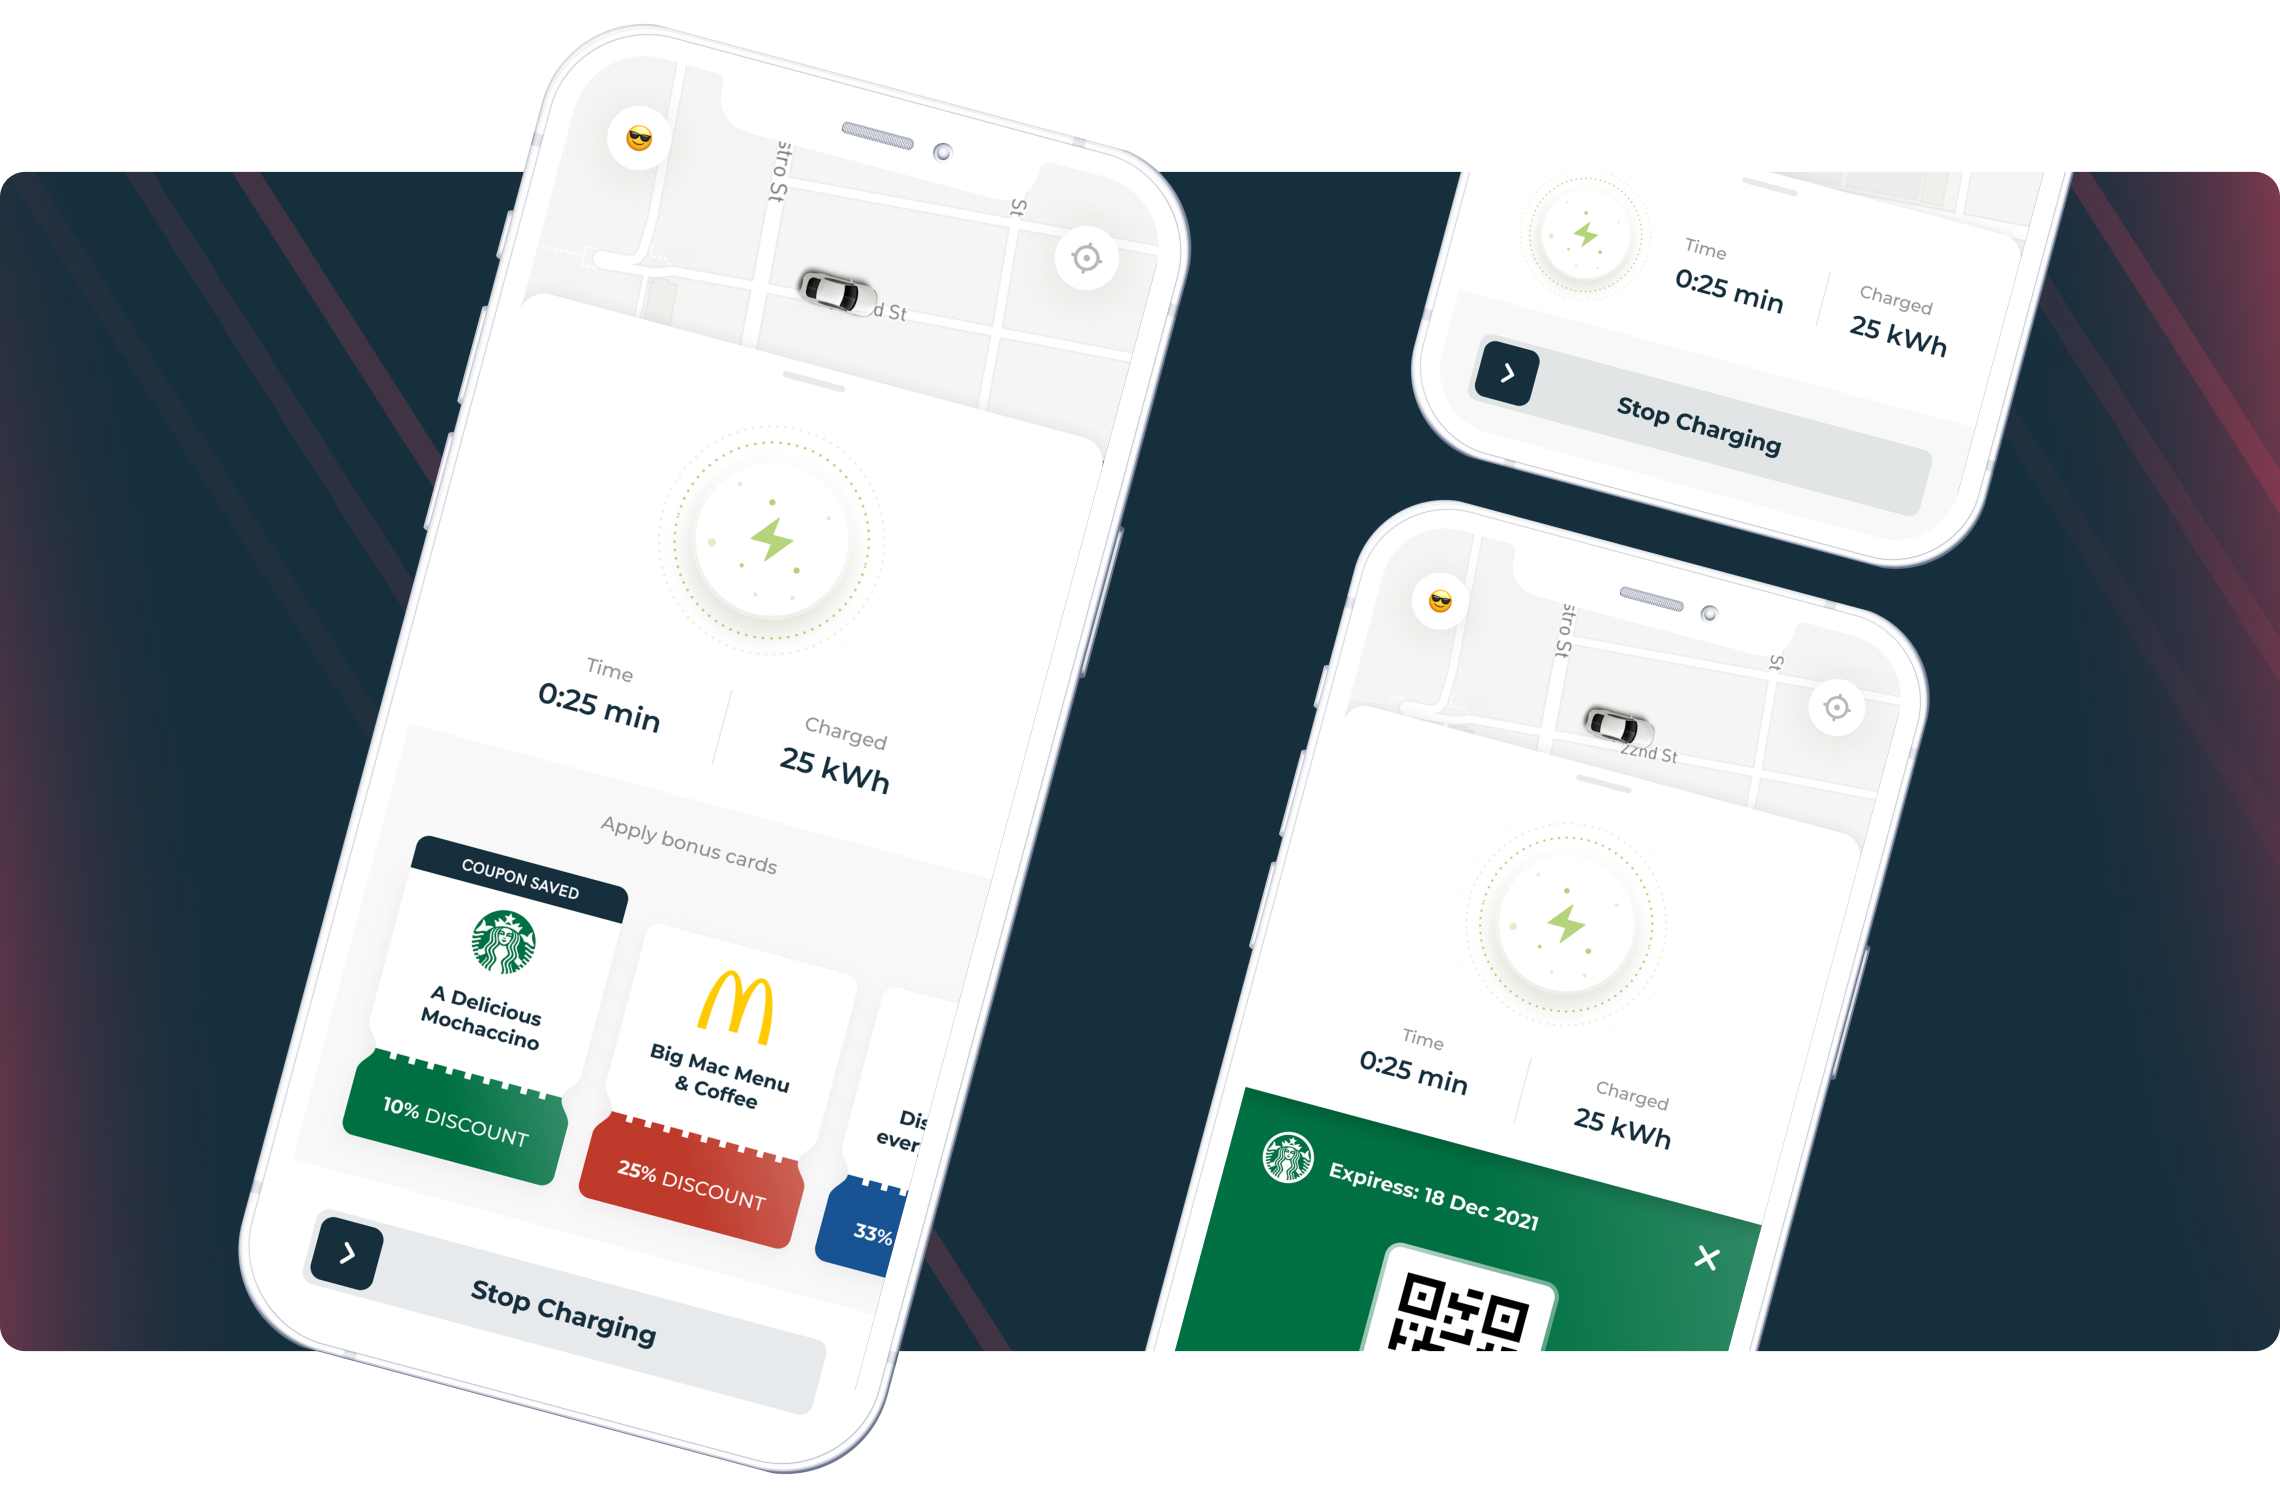 stro St
St
d St
Time
0:25 min
Charged
25 kWh
Apply bonus cards
COUPON SAVED
A Delicious
Mochaccino
10% DISCOUNT
Big Mac Menu
& Coffee
25% DISCOUNT
Dis
ever
33%
Stop Charging
Time
0:25 min
Charged
25 kWh
Stop Charging
stro St
St
22nd St
Time
0:25 min
Charged
25 kWh
Expiress: 18 Dec 2021